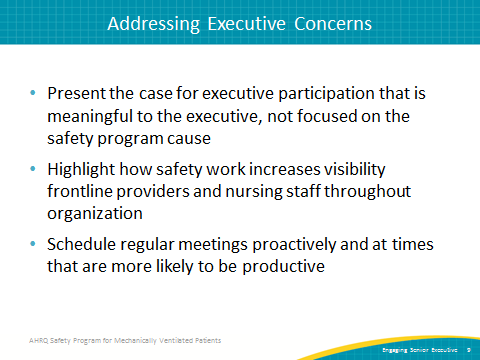 Addressing Executive Concerns
• Present the case for executive participation that is
meaningful to the executive, not focused on the
safety program cause
• Highlight how safety work increases visibility
frontline providers and nursing staff throughout
organization
• Schedule regular meetings proactively and at times
that are more likely to be productive
AHRQ Safety Program for Mechanically Ventilated Patients
Engaging Senior Executive 9